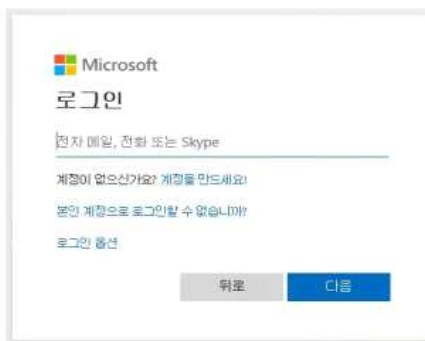 Microsoft
로그인
전자 메일, 전화 또는 Skype
계정이 없으신가요? 계정을 만드세요!
본인 계정으로 로그인할 수 없습니까?
로그인 옵션
뒤로
다음